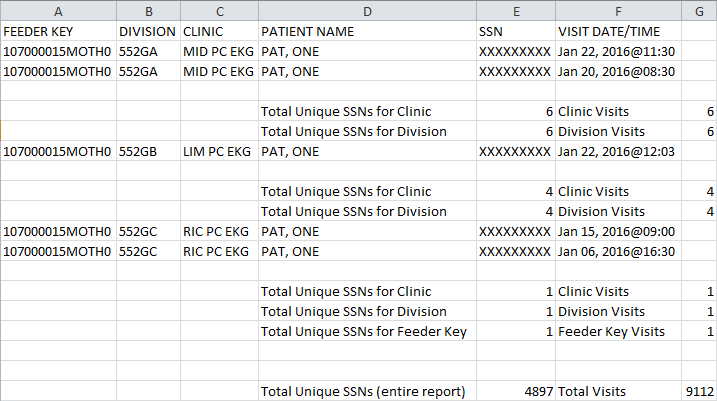 A B C D E F G
FEEDER KEY DIVISION CLINIC PATIENT NAME SSN VISIT DATE/TIME
107000015MOTH0 552GA MID PC EKG PAT, ONE XXXXXXXXX Jan 22, 2016@11:30
107000015MOTH0 552GA MID PC EKG PAT, ONE XXXXXXXXX Jan 20, 2016@08:30
Total Unique SSNs for Clinic 6 Clinic Visits 6
Total Unique SSNs for Division 6 Division Visits 6
107000015MOTH0 552GB LIM PC EKG PAT, ONE XXXXXXXXX Jan 22, 2016@12:03
Total Unique SSNs for Clinic 4 Clinic Visits 4
Total Unique SSNs for Division 4 Division Visits 4
107000015MOTH0 552GC RIC PC EKG PAT, ONE XXXXXXXXX Jan 15, 2016@09:00
107000015MOTH0 552GC RIC PC EKG PAT, ONE XXXXXXXXX Jan 06, 2016@16:30
Total Unique SSNs for Clinic 1 Clinic Visits 1
Total Unique SSNs for Division 1 Division Visits 1
Total Unique SSNs for Feeder Key 1 Feeder Key Visits 1
Total Unique SSNs (entire report) 4897 Total Visits 9112